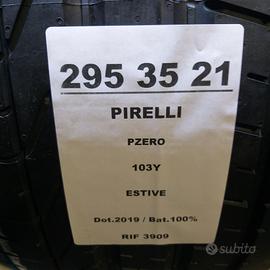 295 35 21
PIRELLI
PZERO
103Y
ESTIVE
Dot.2019 / Bat.100%
RIF 3909
subito